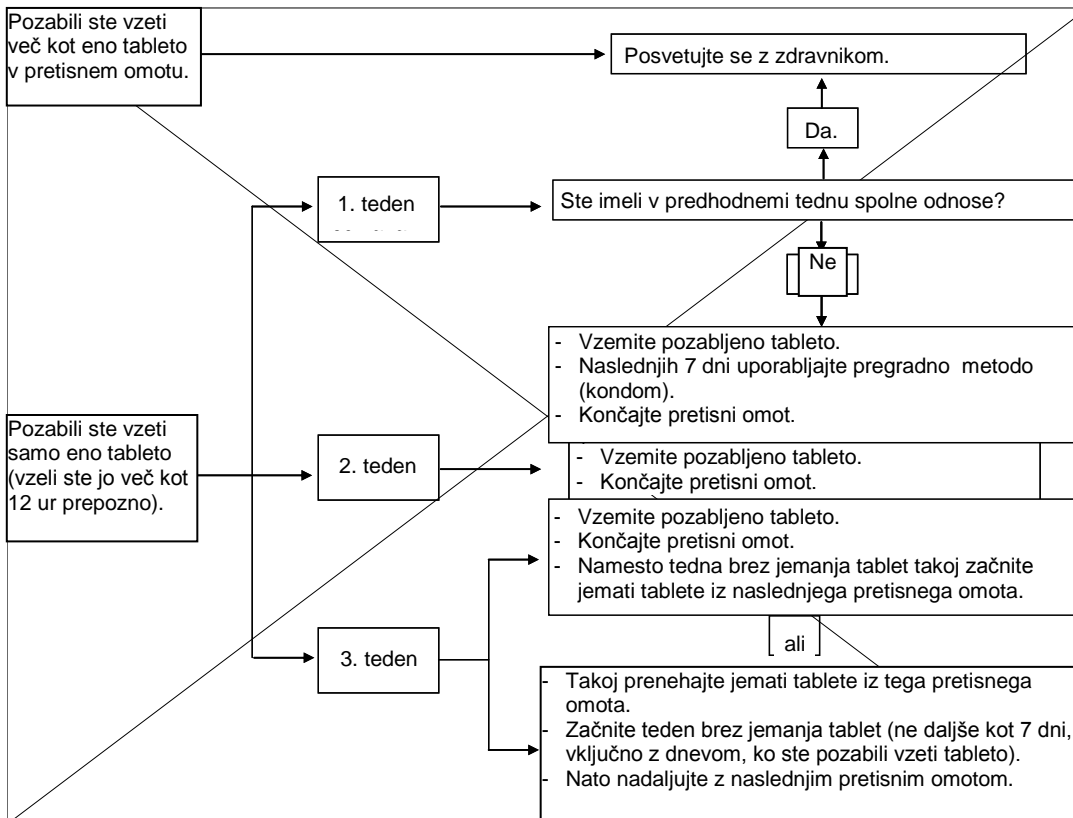 Pozabili ste vzeti
več kot eno tableto
v pretisnem omotu.
Posvetujte se z zdravnikom.
Da.
1. teden
Ste imeli v predhodnemi tednu spolne odnose?
Ne
- Vzemite pozabljeno tableto.
- Naslednjih 7 dni uporabljajte pregradno metodo
(kondom).
- Končajte pretisni omot.
Pozabili ste vzeti
samo eno tableto
(vzeli ste jo več kot
12 ur prepozno).
2. teden
- Vzemite pozabljeno tableto.
- Končajte pretisni omot.
- Vzemite pozabljeno tableto.
- Končajte pretisni omot.
- Namesto tedna brez jemanja tablet takoj začnite
jemati tablete iz naslednjega pretisnega omota.
ali
3. teden
- Takoj prenehajte jemati tablete iz tega pretisnega
omota.
- Začnite teden brez jemanja tablet (ne daljše kot 7 dni,
vključno z dnevom, ko ste pozabili vzeti tableto).
- Nato nadaljujte z naslednjim pretisnim omotom.